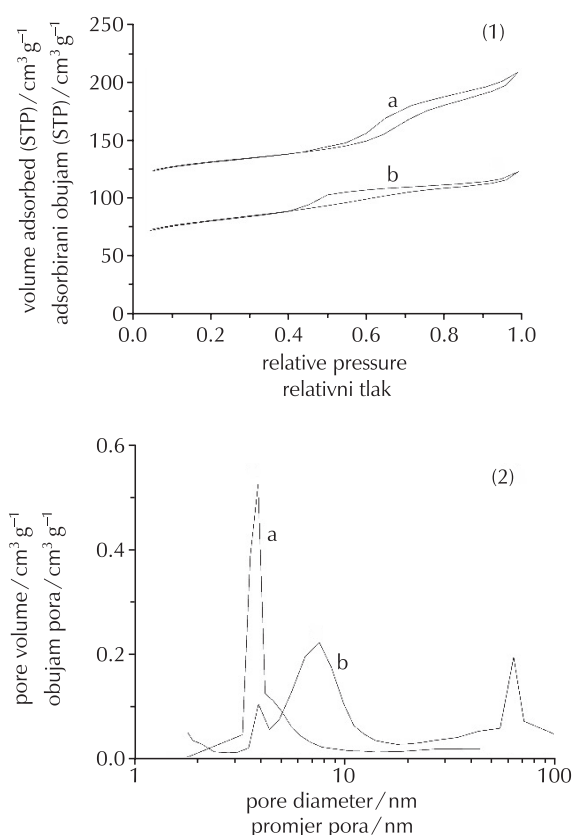 (1)
volume adsorbed (STP) / cm³ g⁻¹
adsorbirani obujam (STP) / cm³ g⁻¹
250
200
150
100
50
0
a
b
0.0 0.2 0.4 0.6 0.8 1.0
relative pressure
relativni tlak
(2)
pore volume / cm³ g⁻¹
obujam pora / cm³ g⁻¹
0.6
0.4
0.2
0.0
a
b
1 10 100
pore diameter / nm
promjer pora / nm